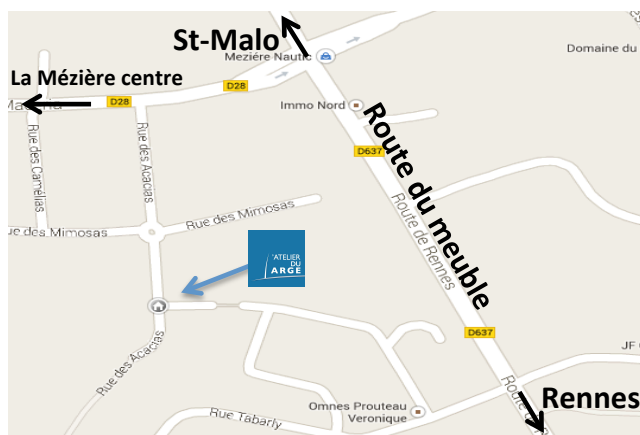 St-Malo
Mezière Nautic
Domaine du
La Mézière centre
D28
D28
Immo Nord
Route du meuble
D637
Rue des Camélias
Rue des Acacias
Route de Rennes
Rue des Mimosas
ue des Mimosas
'ATELIER
DU
ARGE
D637
JF
Rue des Acacias
Rennes
Omnes Prouteau
Veronique
Rue Tabarly